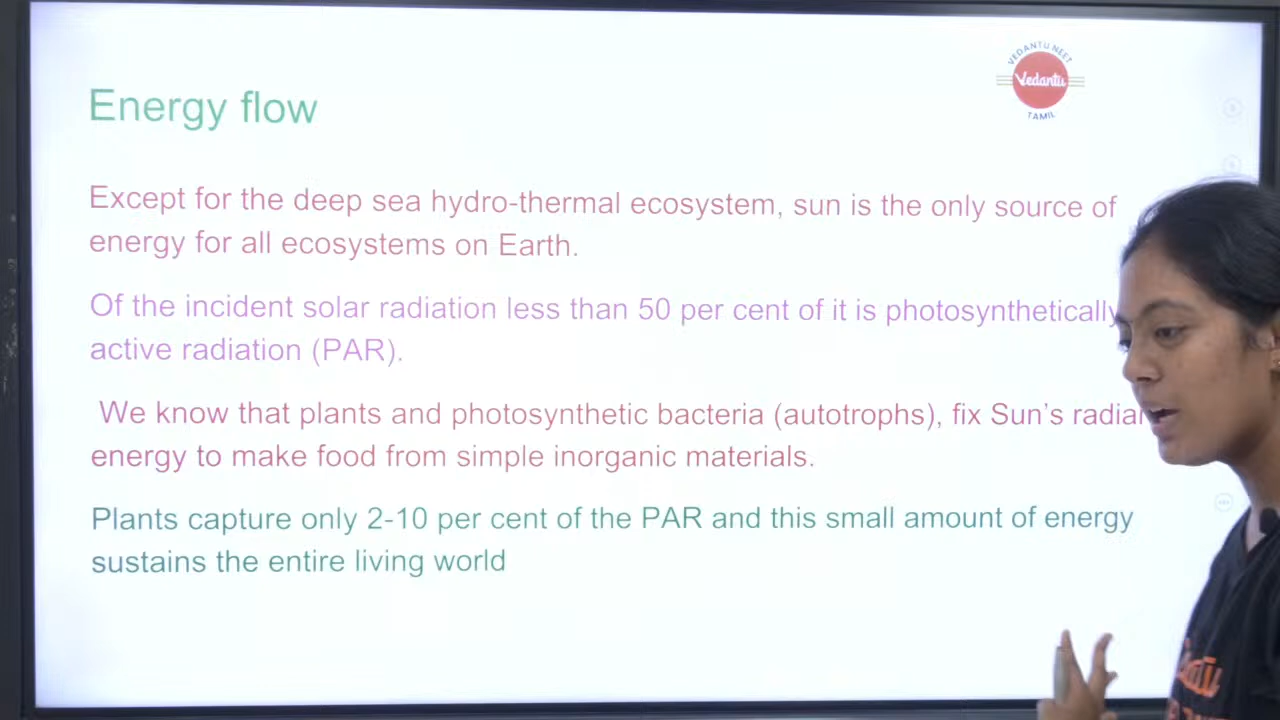 VEDANTU NEET
Vedantu
TAMIL
Energy flow
Except for the deep sea hydro-thermal ecosystem, sun is the only source of
energy for all ecosystems on Earth.
Of the incident solar radiation less than 50 per cent of it is photosynthetically
active radiation (PAR).
We know that plants and photosynthetic bacteria (autotrophs), fix Sun's radian
energy to make food from simple inorganic materials.
Plants capture only 2-10 per cent of the PAR and this small amount of energy
sustains the entire living world